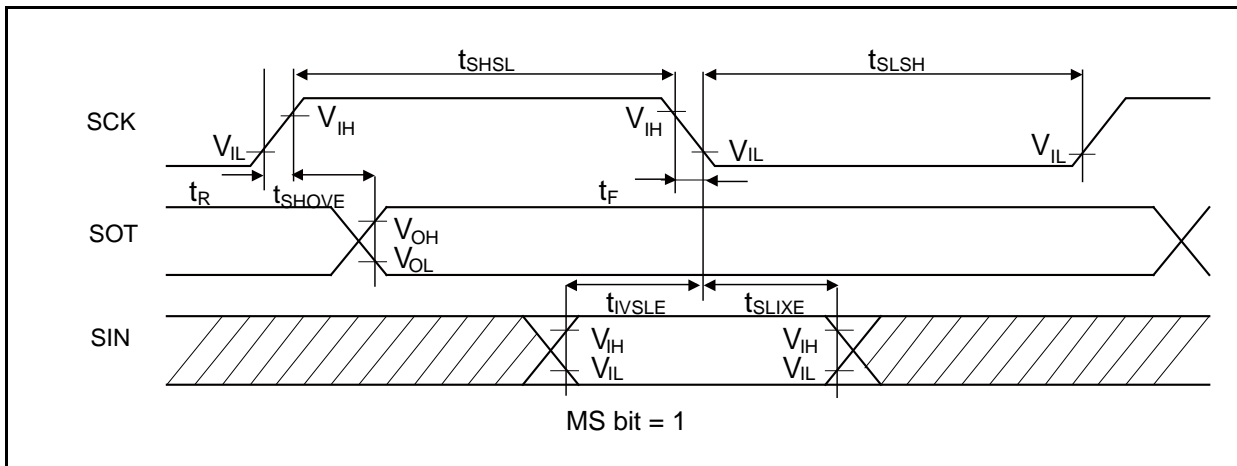 tSHSL
tSLSH
SCK
VIH
VIH
VIL
VIL
VIL
tR
tSHOVE
tF
SOT
VOH
VOL
tIVSLE
tSLIXE
SIN
VIH
VIH
VIL
VIL
MS bit = 1